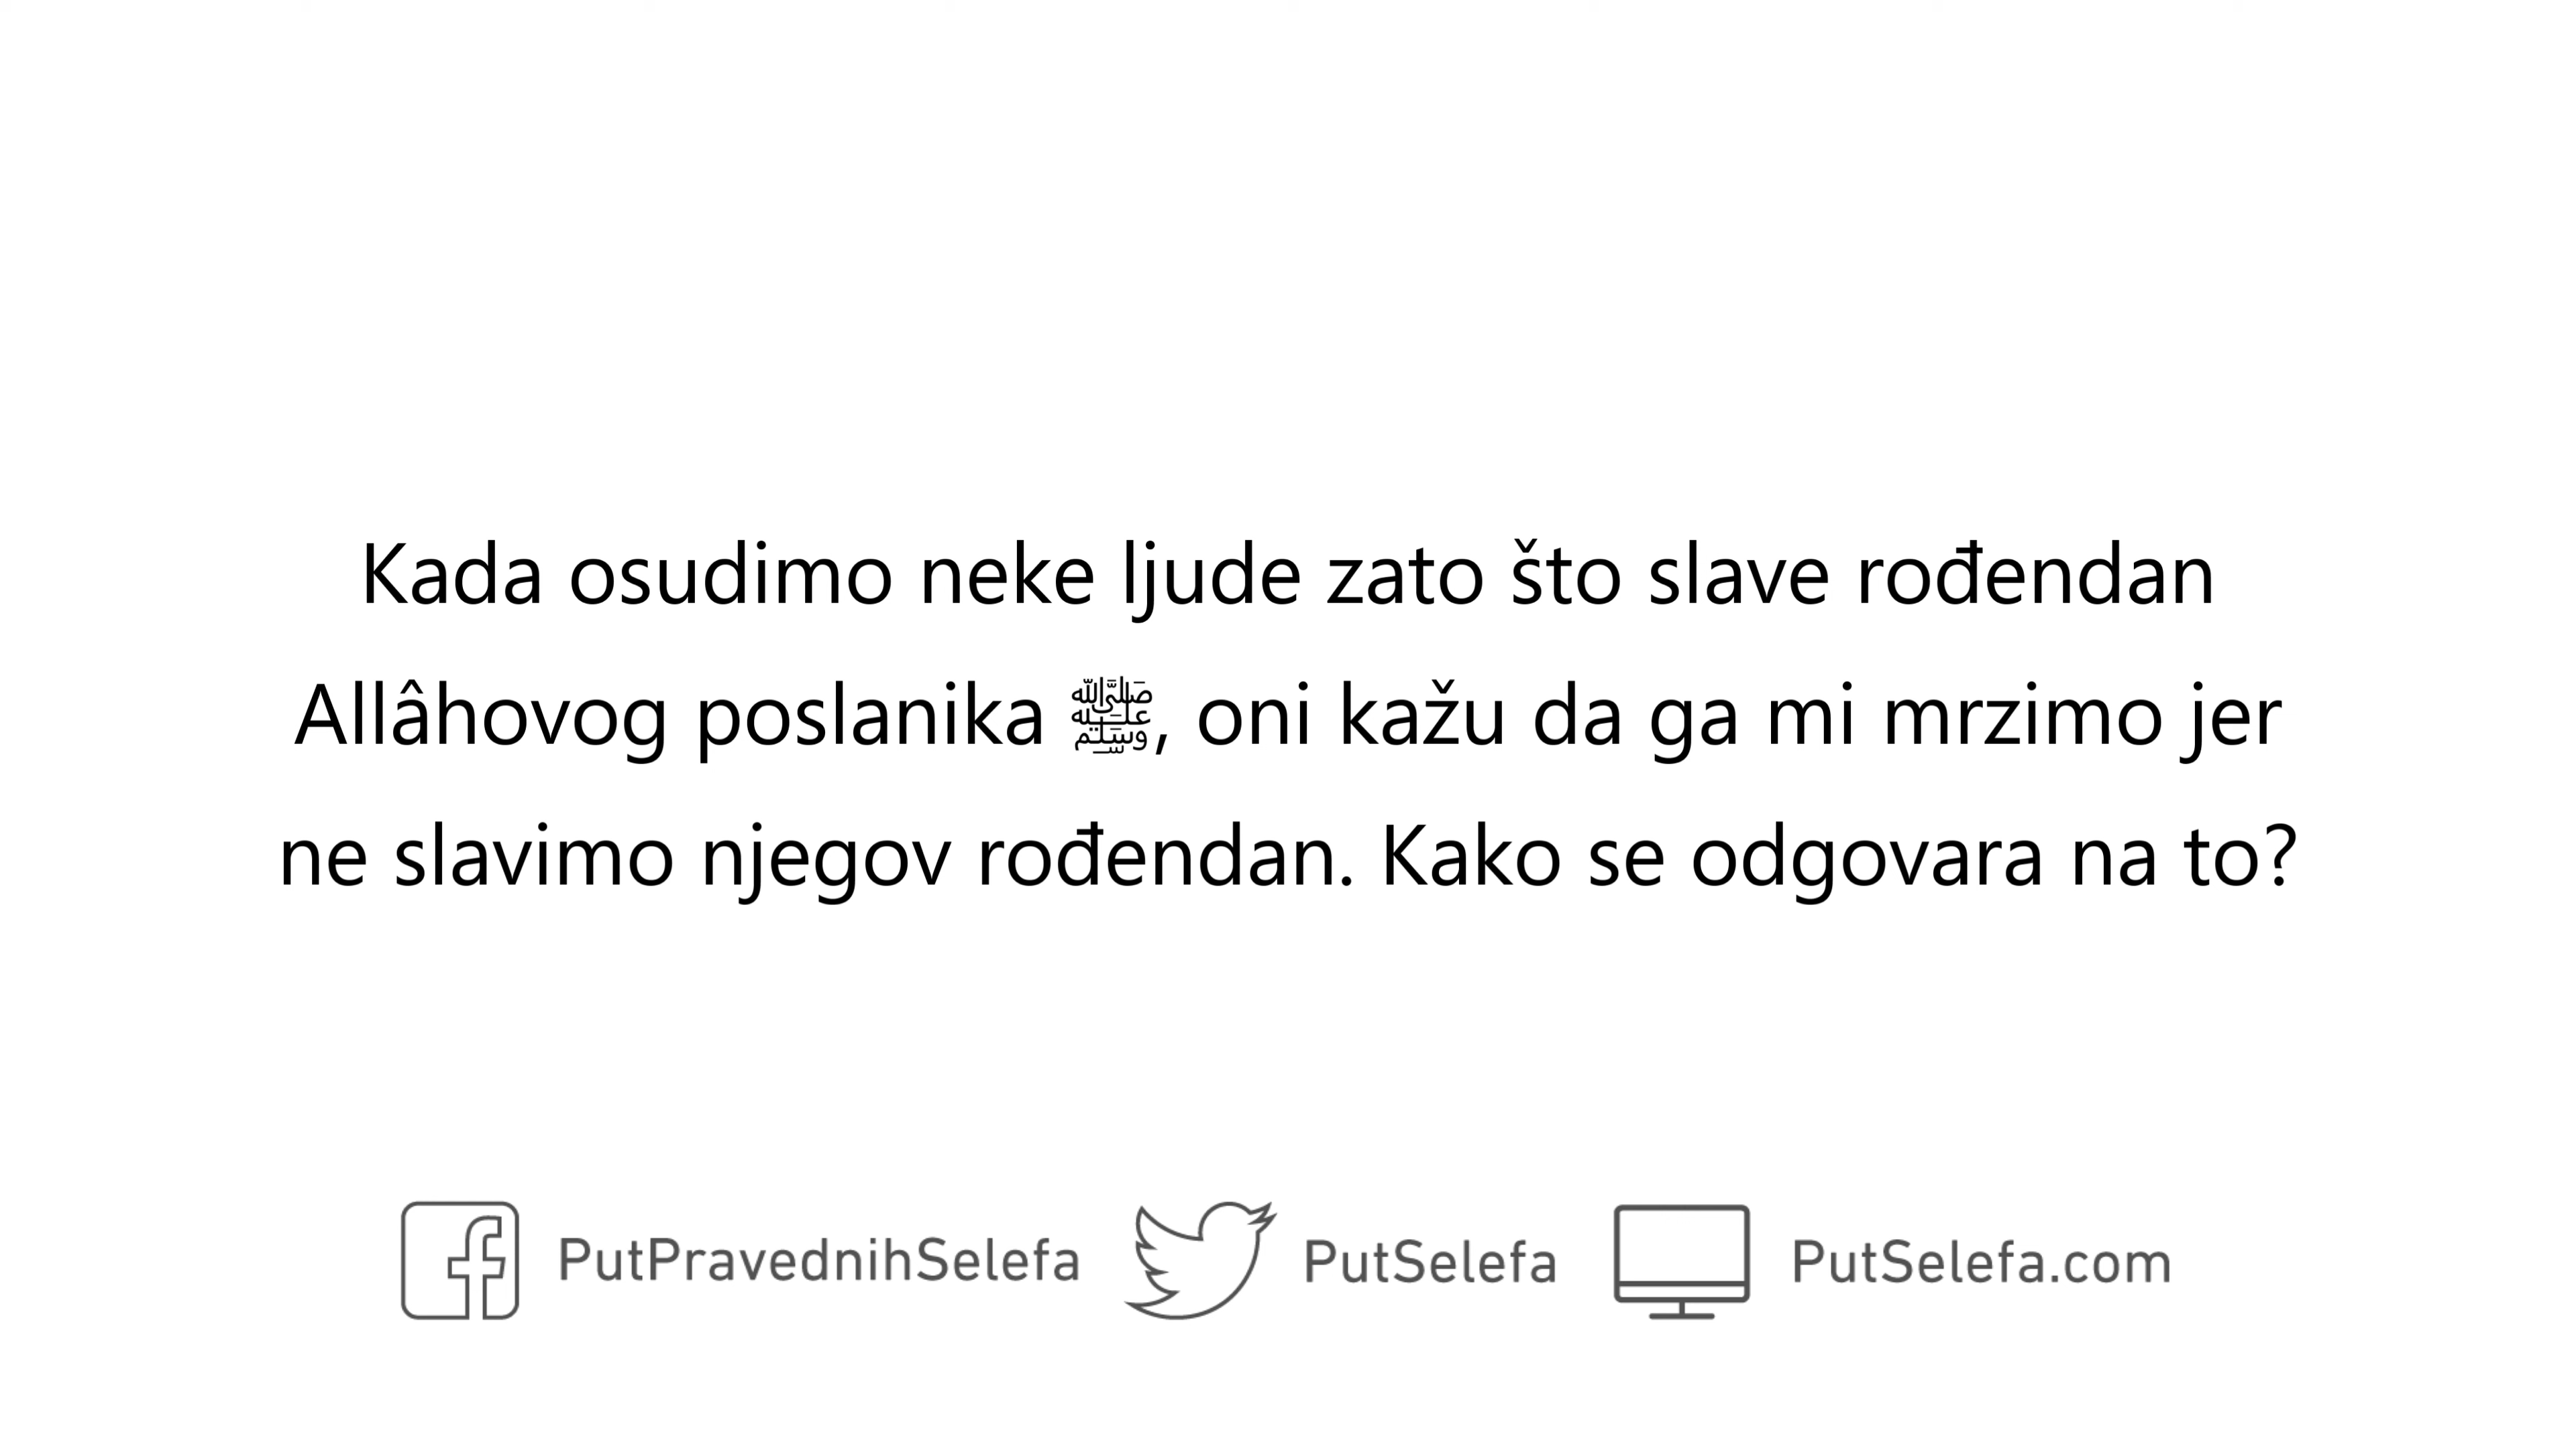 Kada osudimo neke ljude zato što slave rođendan
Allâhovog poslanika ﷺ, oni kažu da ga mi mrzimo jer
ne slavimo njegov rođendan. Kako se odgovara na to?
PutPravednihSelefa PutSelefa PutSelefa.com